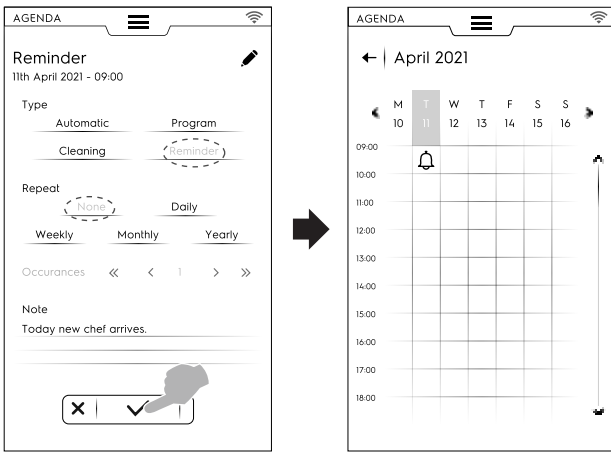 AGENDA
Reminder
11th April 2021 - 09:00
Type
Automatic Program
Cleaning Reminder
Repeat
None Daily
Weekly Monthly Yearly
Occurances 1
Note
Today new chef arrives.
AGENDA
April 2021
M T W T F S S
10 11 12 13 14 15 16
09:00
10:00
11:00
12:00
13:00
14:00
15:00
16:00
17:00
18:00